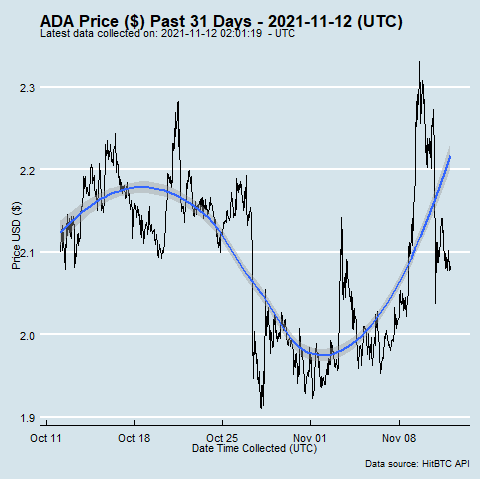 ADA Price ($) Past 31 Days - 2021-11-12 (UTC)
Latest data collected on: 2021-11-12 02:01:19 - UTC
2.3
2.2
2.1
2.0
1.9
Price USD ($)
Oct 11 Oct 18 Oct 25 Nov 01 Nov 08
Date Time Collected (UTC)
Data source: HitBTC API